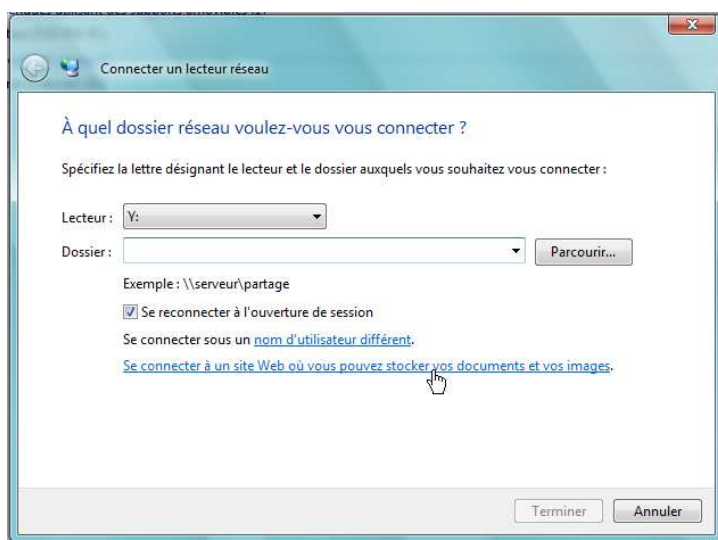 Connecter un lecteur réseau
À quel dossier réseau voulez-vous vous connecter ?
Spécifiez la lettre désignant le lecteur et le dossier auxquels vous souhaitez vous connecter :
Lecteur : Y:
Dossier : Parcourir...
Exemple : \\serveur\partage
Se reconnecter à l'ouverture de session
Se connecter sous un nom d'utilisateur différent.
Se connecter à un site Web où vous pouvez stocker vos documents et vos images.
Terminer Annuler